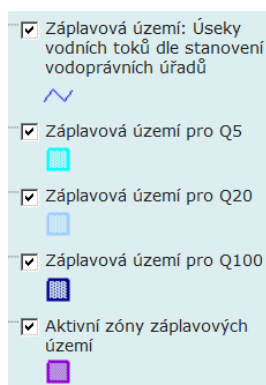 Záplavová území: Úseky
vodních toků dle stanovení
vodoprávních úřadů
Záplavová území pro Q5
Záplavová území pro Q20
Záplavová území pro Q100
Aktivní zóny záplavových
území